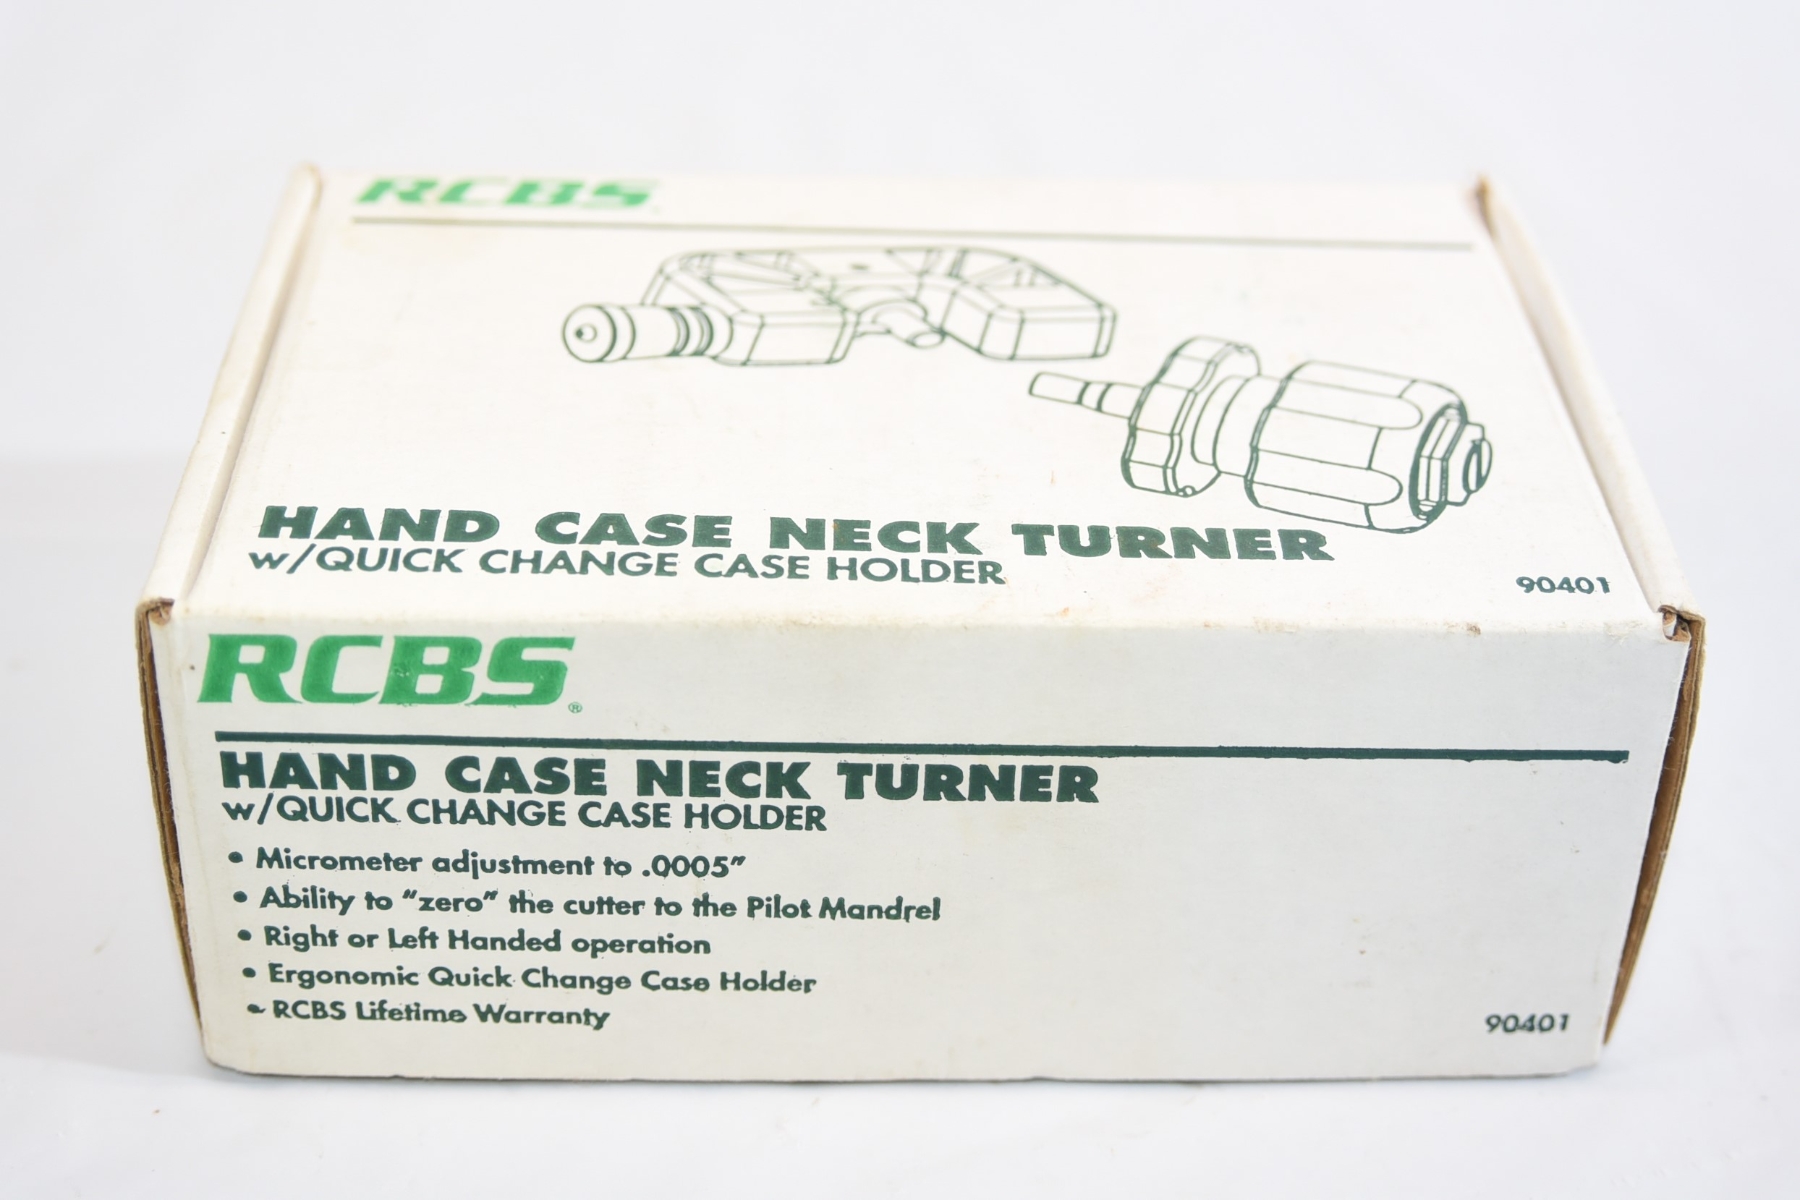 RCBS
HAND CASE NECK TURNER
w/QUICK CHANGE CASE HOLDER
90401
RCBS®
HAND CASE NECK TURNER
w/QUICK CHANGE CASE HOLDER
• Micrometer adjustment to .0005"
• Ability to "zero" the cutter to the Pilot Mandrel
• Right or Left Handed operation
• Ergonomic Quick Change Case Holder
• RCBS Lifetime Warranty
90401